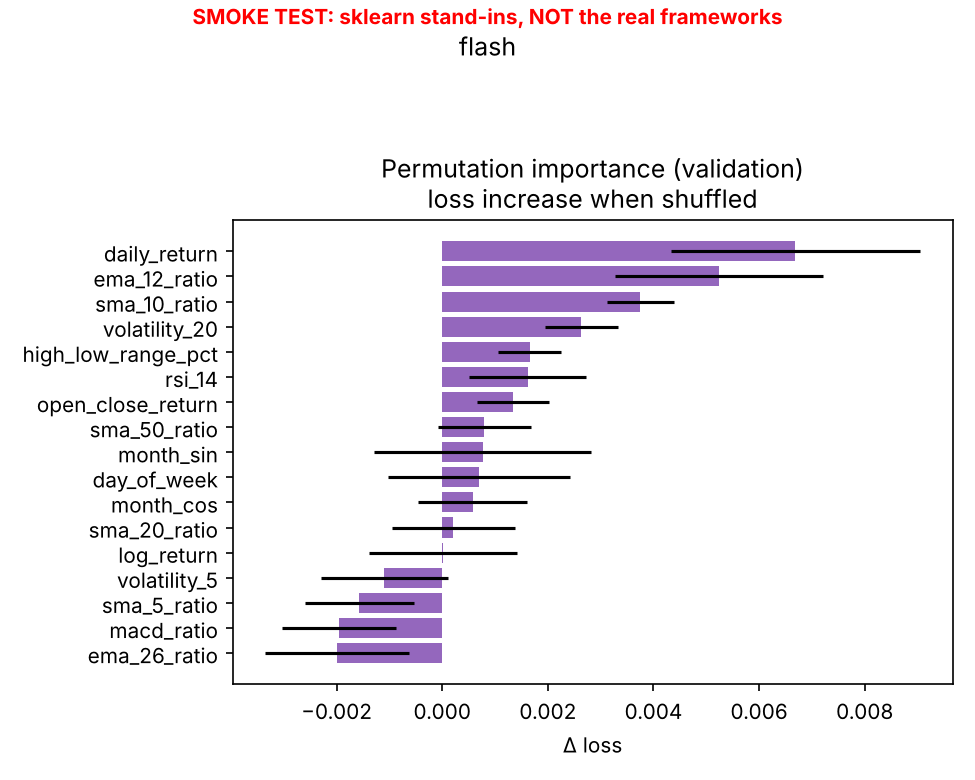 SMOKE TEST: sklearn stand-ins, NOT the real frameworks
flash
Permutation importance (validation)
loss increase when shuffled
daily_return
ema_12_ratio
sma_10_ratio
volatility_20
high_low_range_pct
rsi_14
open_close_return
sma_50_ratio
month_sin
day_of_week
month_cos
sma_20_ratio
log_return
volatility_5
sma_5_ratio
macd_ratio
ema_26_ratio
−0.002 0.000 0.002 0.004 0.006 0.008
Δ loss